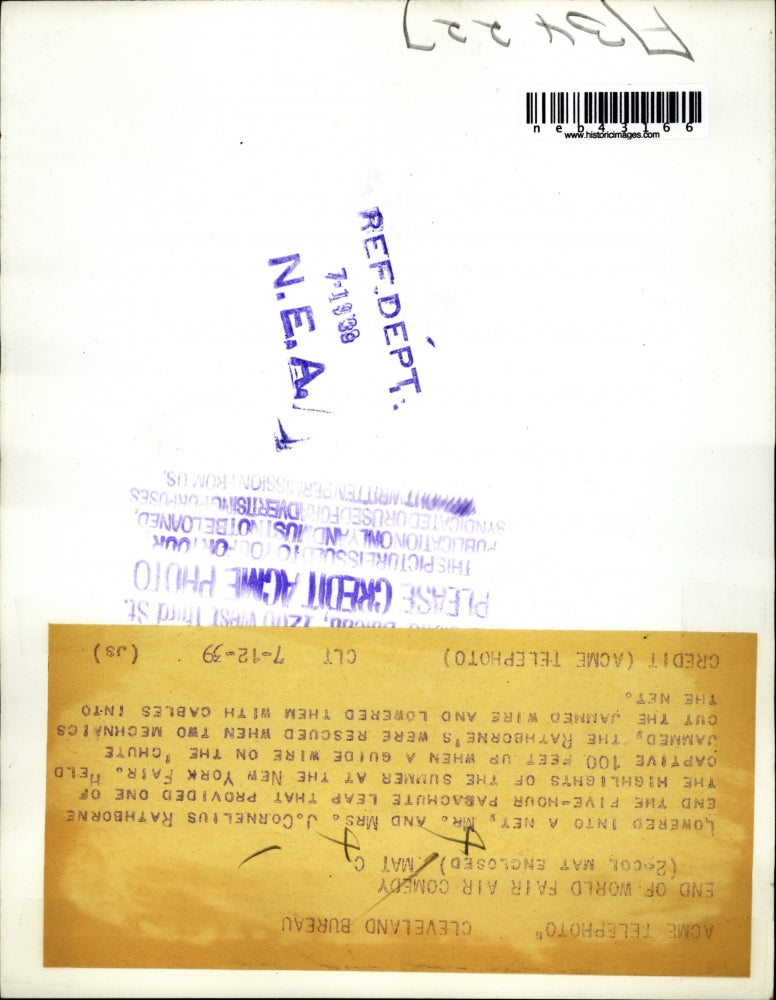 F/34227
neb43166
www.historicimages.com
REF. DEPT.
N.E.A.
1200 West Third St.
PLEASE CREDIT ACME PHOTO
THIS PICTURE ISSUED TO YOU FOR YOUR
PUBLICATION ONLY AND MUST NOT BE LOANED,
SYNDICATED OR USED FOR ADVERTISING PURPOSES
WITHOUT WRITTEN PERMISSION FROM US.
ACME TELEPHOTO" CLEVELAND BUREAU
END OF WORLD FAIR AIR COMEDY
(2-COL MAT ENCLOSED) MAT C
LOWERED INTO A NET, MR. AND MRS. J.CORNELIUS RATHBORNE
END THE FIVE-HOUR PARACHUTE LEAP THAT PROVIDED ONE OF
THE HIGHLIGHTS OF THE SUMMER AT THE NEW YORK FAIR. HELD
CAPTIVE 100 FEET UP WHEN A GUIDE WIRE ON THE 'CHUTE
JAMMED, THE RATHBORNE'S WERE RESCUED WHEN TWO MECHNAICS
CUT THE JAMMED WIRE AND LOWERED THEM WITH CABLES INTO
THE NET.
CREDIT (ACME TELEPHOTO) CLT 7-12-39 (JS)